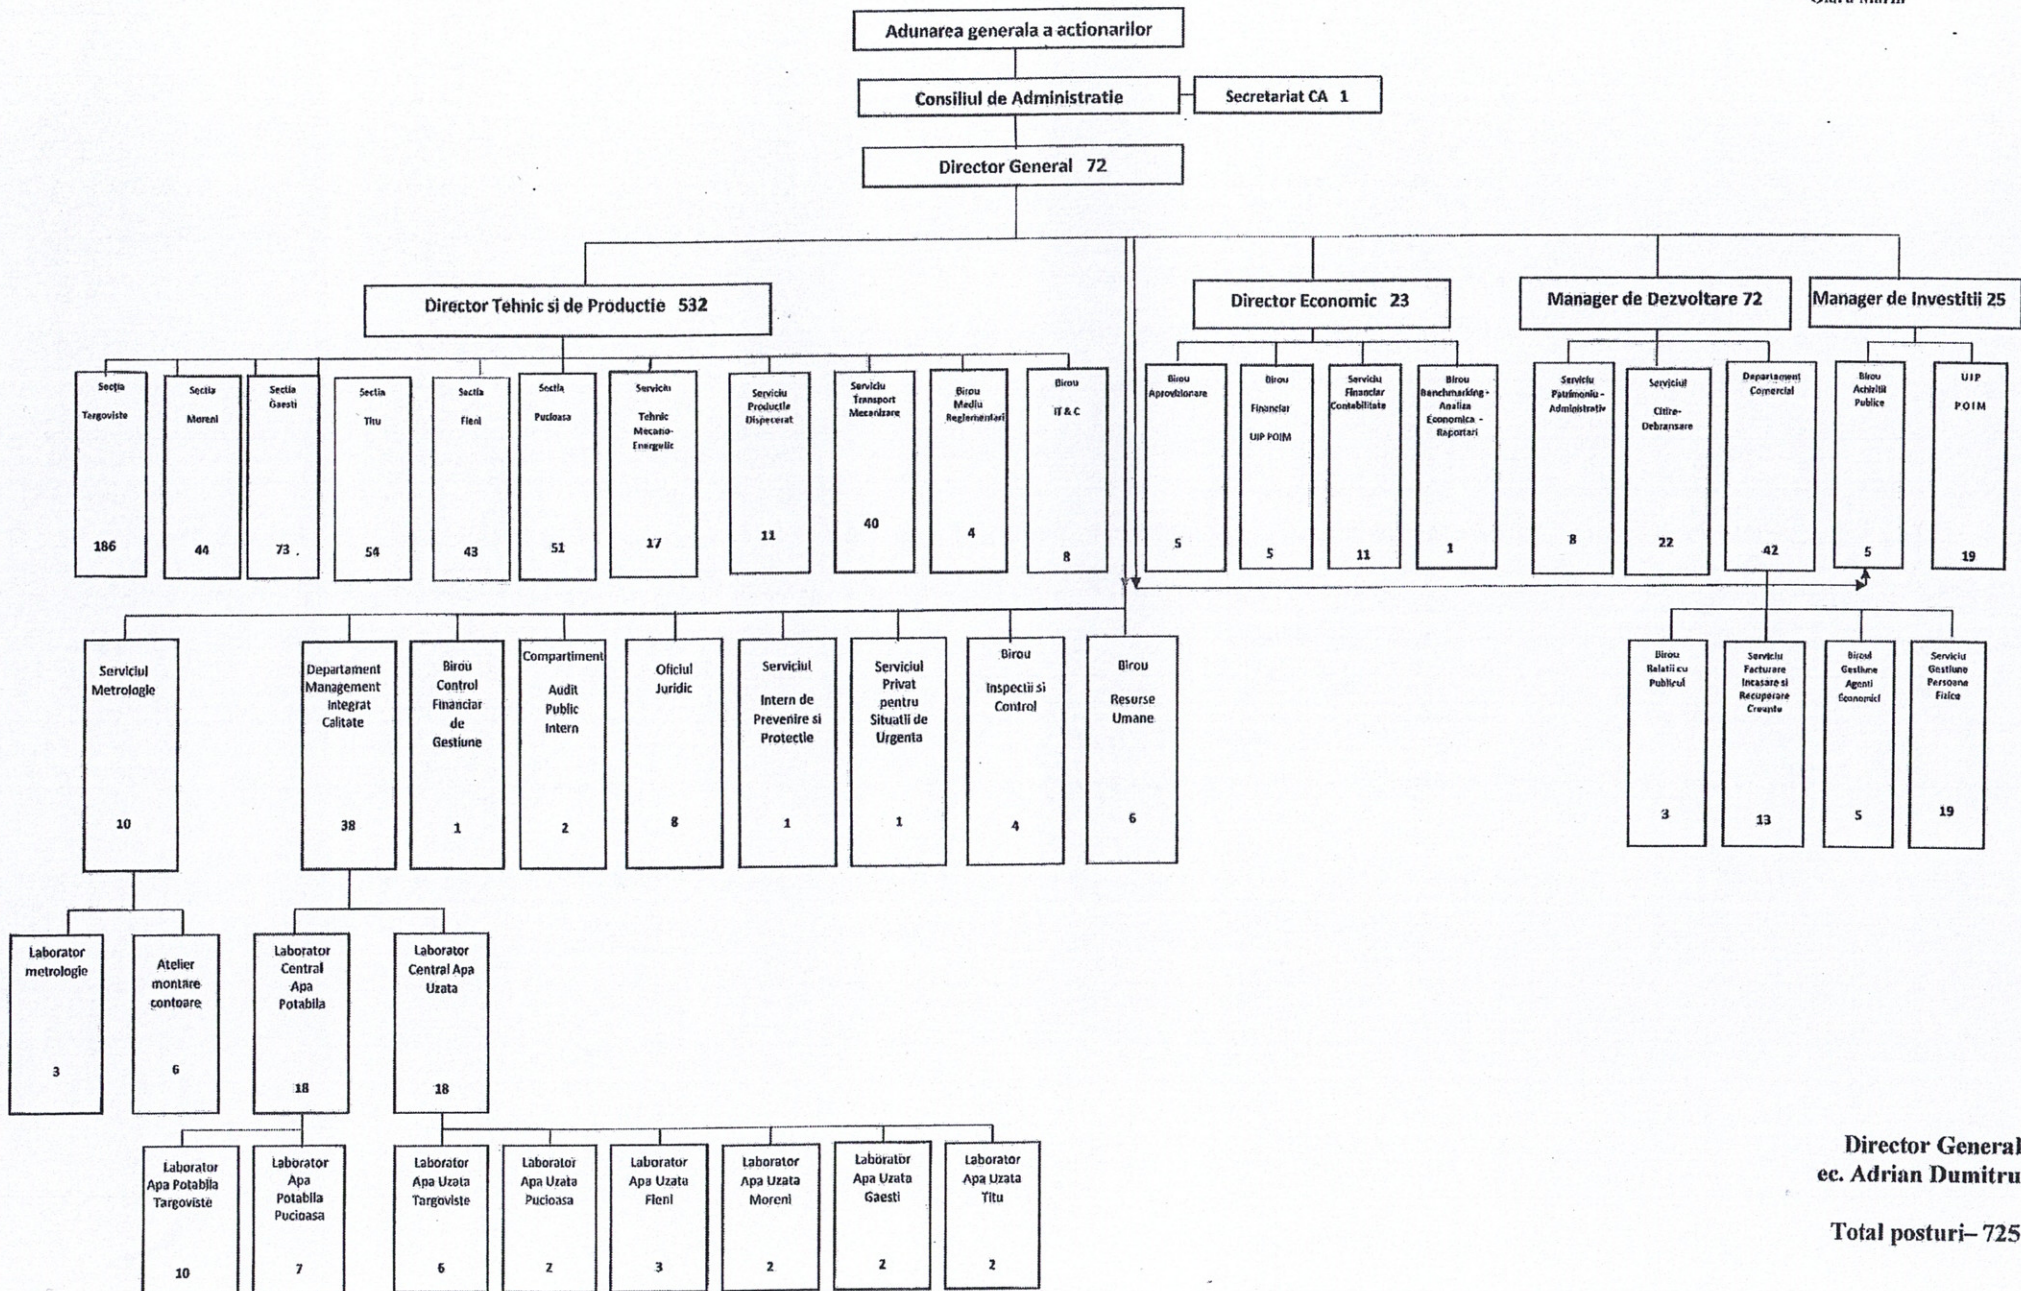 Adunarea generala a actionarilor
Consiliul de Administratie
Secretariat CA 1
Director General 72
Director Tehnic si de Productie 532
Director Economic 23
Manager de Dezvoltare 72
Manager de Investitii 25
Sectia
Targoviste
186
Sectia
Moreni
44
Sectia
Gaesti
73
Sectia
Titu
54
Sectia
Fieni
43
Sectia
Pucioasa
51
Serviciu
Tehnic
Mecano-
Energetic
17
Serviciu
Productie
Dispecerat
11
Serviciu
Transport
Mecanizare
40
Birou
Mediu
Reglementari
4
Birou
IT & C
8
Birou
Aprovizionare
5
Birou
Financiar
UIP POIM
5
Serviciu
Financiar
Contabilitate
11
Birou
Benchmarking -
Analiza
Economica -
Raportari
1
Serviciu
Patrimoniu -
Administrativ
8
Serviciul
Citire-
Debransare
22
Departament
Comercial
42
Birou
Achizitii
Publice
5
UIP
POIM
19
Serviciul
Metrologie
10
Departament
Management
Integrat
Calitate
38
Birou
Control
Financiar
de
Gestiune
1
Compartiment
Audit
Public
Intern
2
Oficiul
Juridic
8
Serviciul
Intern de
Prevenire si
Protectie
1
Serviciul
Privat
pentru
Situatii de
Urgenta
1
Birou
Inspectii si
Control
4
Birou
Resurse
Umane
6
Birou
Relatii cu
Publicul
3
Serviciu
Facturare
Incasare si
Recuperare
Creante
13
Biroul
Gestiune
Agenti
Economici
5
Serviciu
Gestiune
Persoane
Fizice
19
Laborator
metrologie
3
Atelier
montare
contoare
6
Laborator
Central
Apa
Potabila
18
Laborator
Central Apa
Uzata
18
Laborator
Apa Potabila
Targoviste
10
Laborator
Apa
Potabila
Pucioasa
7
Laborator
Apa Uzata
Targoviste
6
Laborator
Apa Uzata
Pucioasa
2
Laborator
Apa Uzata
Fieni
3
Laborator
Apa Uzata
Moreni
2
Laborator
Apa Uzata
Gaesti
2
Laborator
Apa Uzata
Titu
2
Director General
ec. Adrian Dumitru
Total posturi– 725